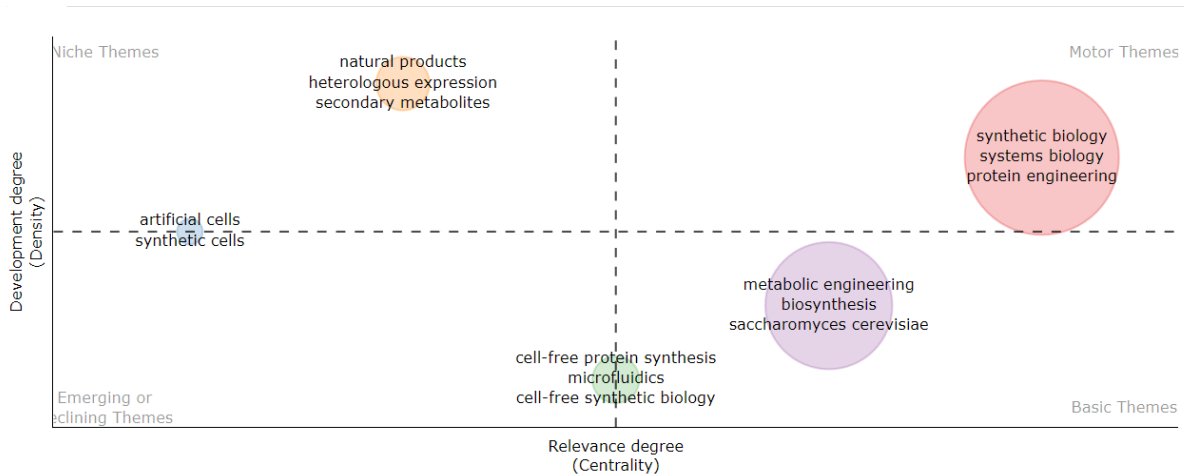 Niche Themes
Motor Themes
natural products
heterologous expression
secondary metabolites
synthetic biology
systems biology
protein engineering
artificial cells
synthetic cells
Development degree
(Density)
metabolic engineering
biosynthesis
saccharomyces cerevisiae
cell-free protein synthesis
microfluidics
cell-free synthetic biology
Emerging or
eclining Themes
Basic Themes
Relevance degree
(Centrality)